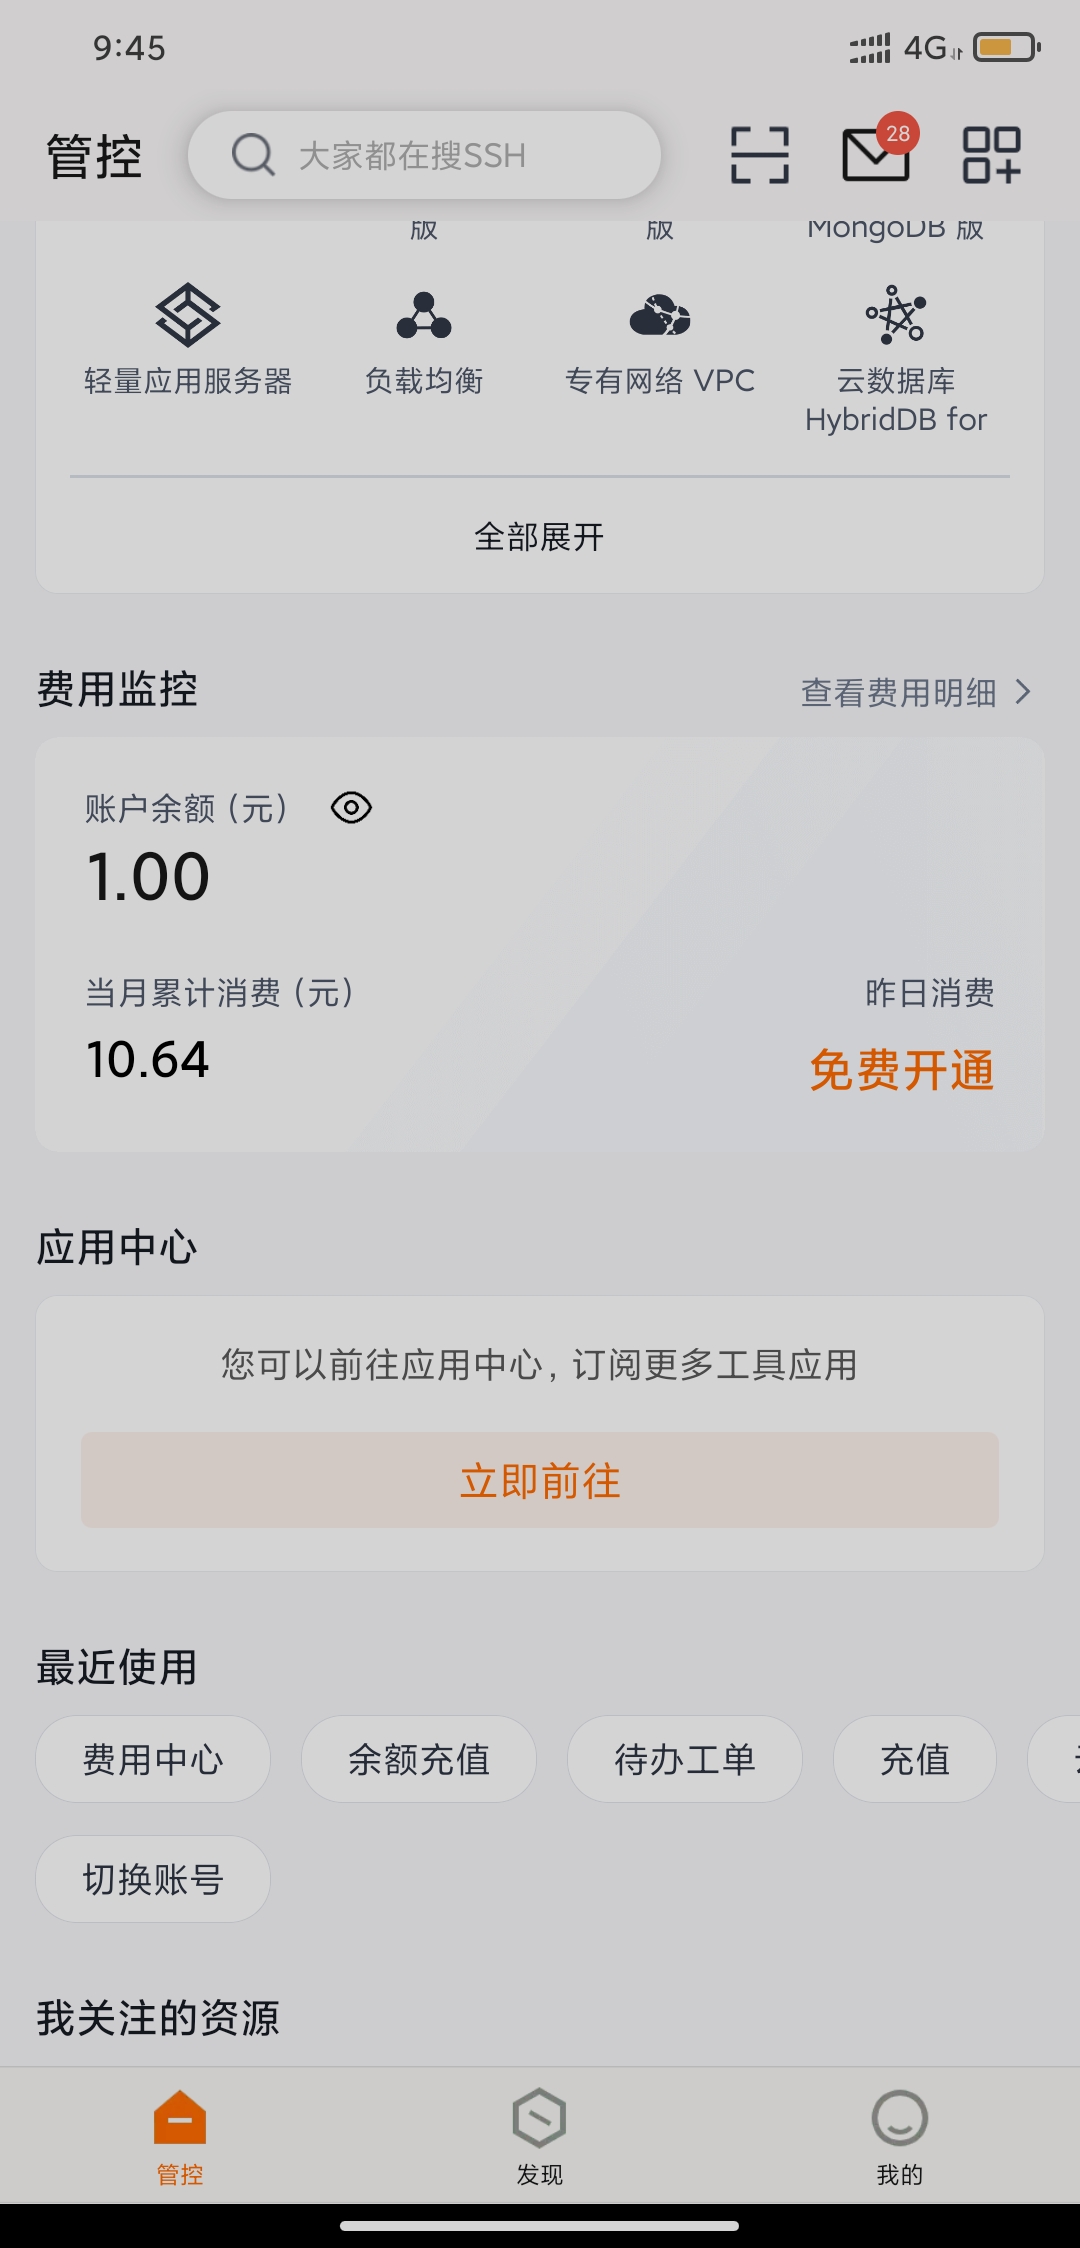 9:45
4G
管控
大家都在搜SSH
28
版
版
MongoDB 版
轻量应用服务器
负载均衡
专有网络 VPC
云数据库
HybridDB for
全部展开
费用监控
查看费用明细
账户余额 (元)
1.00
当月累计消费 (元)
昨日消费
10.64
免费开通
应用中心
您可以前往应用中心, 订阅更多工具应用
立即前往
最近使用
费用中心
余额充值
待办工单
充值
切换账号
我关注的资源
管控
发现
我的